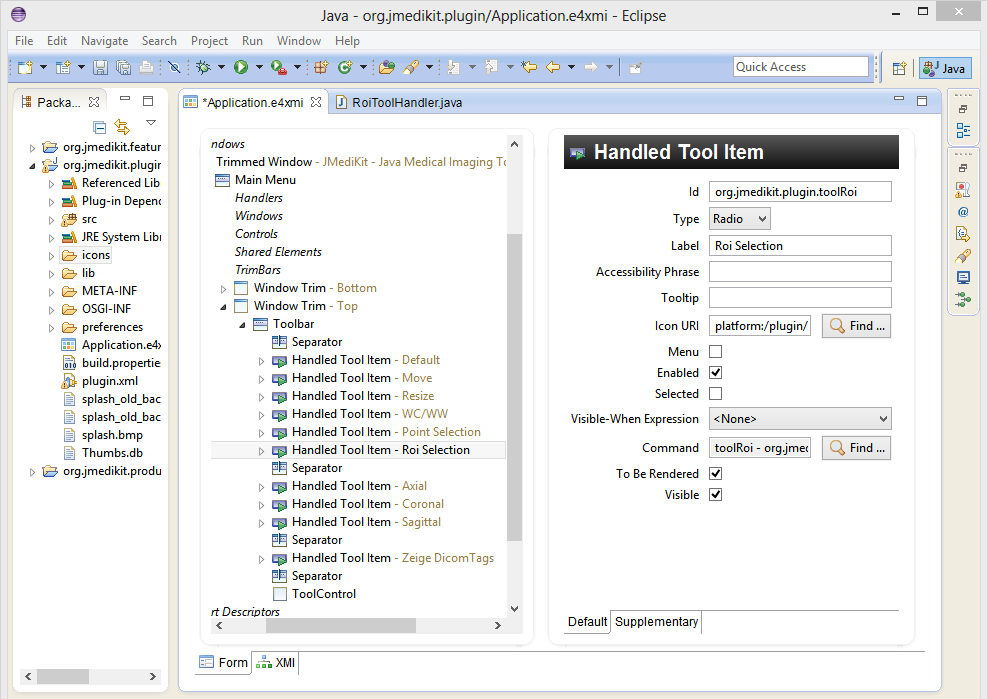 Java - org.jmedikit.plugin/Application.e4xmi - Eclipse
File Edit Navigate Search Project Run Window Help
Quick Access
Java
Packa...
*Application.e4xmi
RoiToolHandler.java
org.jmedikit.featur
org.jmedikit.plugin
Referenced Lib
Plug-in Depend
src
JRE System Libr
icons
lib
META-INF
OSGI-INF
preferences
Application.e4x
build.propertie
plugin.xml
splash_old_bac
splash_old_bac
splash.bmp
Thumbs.db
org.jmedikit.produ
ndows
Trimmed Window - JMediKit - Java Medical Imaging To
Main Menu
Handlers
Windows
Controls
Shared Elements
TrimBars
Window Trim - Bottom
Window Trim - Top
Toolbar
Separator
Handled Tool Item - Default
Handled Tool Item - Move
Handled Tool Item - Resize
Handled Tool Item - WC/WW
Handled Tool Item - Point Selection
Handled Tool Item - Roi Selection
Separator
Handled Tool Item - Axial
Handled Tool Item - Coronal
Handled Tool Item - Sagittal
Separator
Handled Tool Item - Zeige DicomTags
Separator
ToolControl
rt Descriptors
Form XMI
Handled Tool Item
Id org.jmedikit.plugin.toolRoi
Type Radio
Label Roi Selection
Accessibility Phrase
Tooltip
Icon URI platform:/plugin/ Find ...
Menu
Enabled
Selected
Visible-When Expression <None>
Command toolRoi - org.jmed Find ...
To Be Rendered
Visible
Default Supplementary